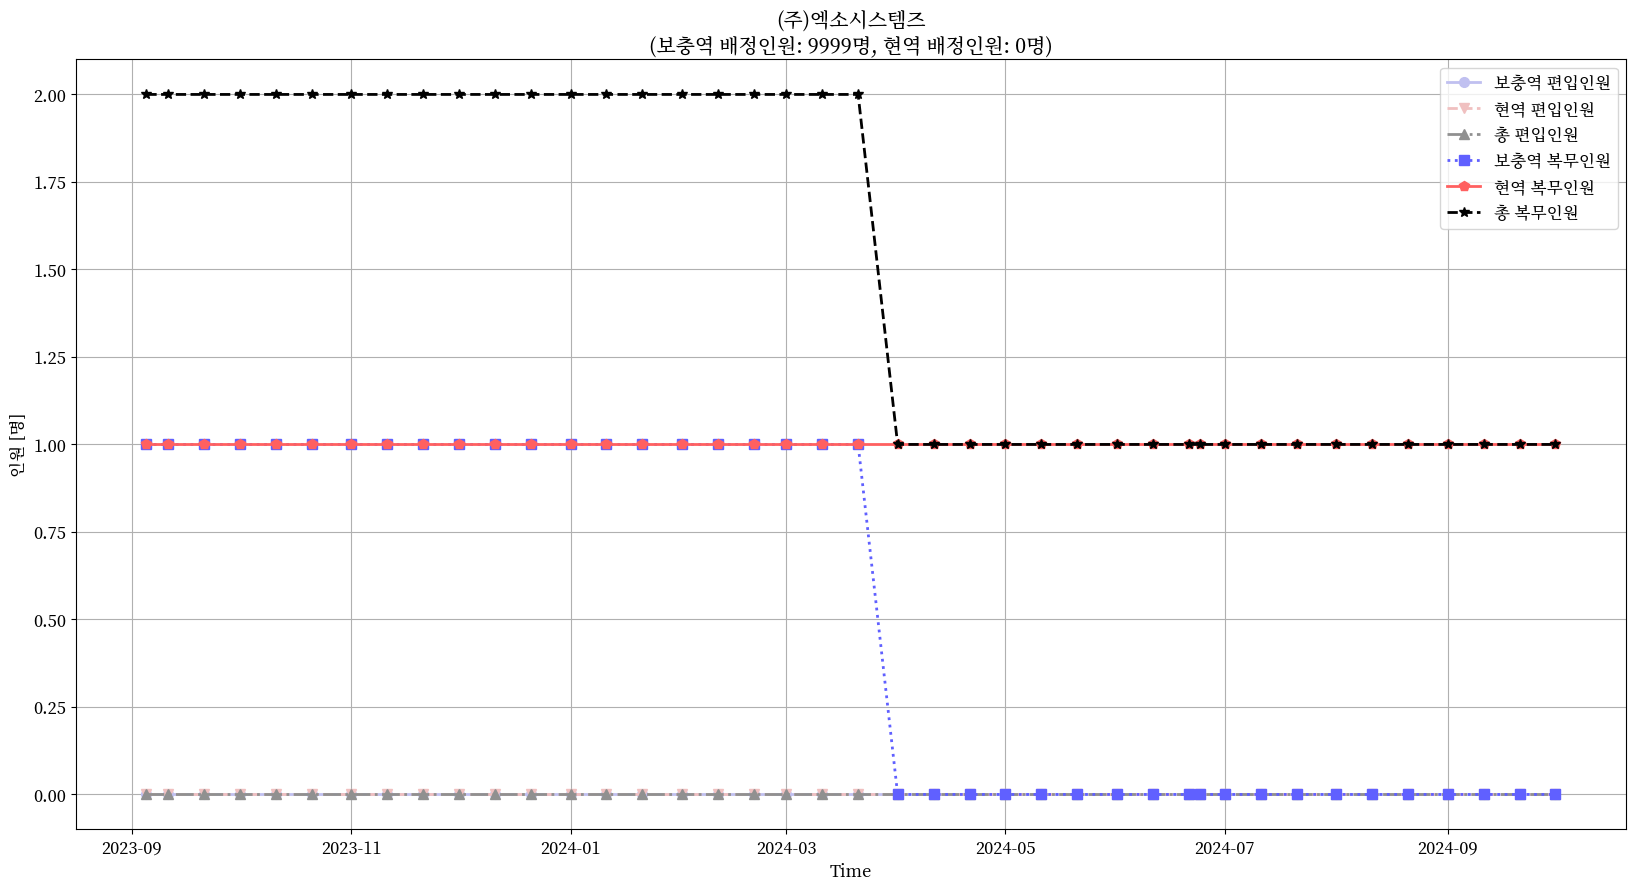 (주)엑소시스템즈
(보충역 배정인원: 9999명, 현역 배정인원: 0명)
보충역 편입인원
현역 편입인원
총 편입인원
보충역 복무인원
현역 복무인원
총 복무인원
인원 [명]
2.00
1.75
1.50
1.25
1.00
0.75
0.50
0.25
0.00
2023-09 2023-11 2024-01 2024-03 2024-05 2024-07 2024-09
Time